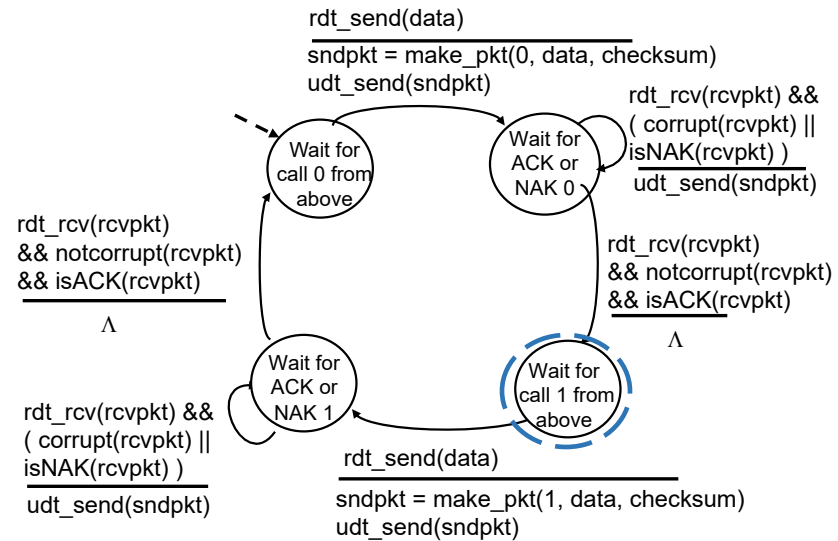 rdt_send(data)
sndpkt = make_pkt(0, data, checksum)
udt_send(sndpkt)
rdt_rcv(rcvpkt) &&
( corrupt(rcvpkt) ||
isNAK(rcvpkt) )
udt_send(sndpkt)
Wait for
call 0 from
above
Wait for
ACK or
NAK 0
rdt_rcv(rcvpkt)
&& notcorrupt(rcvpkt)
&& isACK(rcvpkt)
Λ
rdt_rcv(rcvpkt)
&& notcorrupt(rcvpkt)
&& isACK(rcvpkt)
Λ
Wait for
ACK or
NAK 1
Wait for
call 1 from
above
rdt_rcv(rcvpkt) &&
( corrupt(rcvpkt) ||
isNAK(rcvpkt) )
udt_send(sndpkt)
rdt_send(data)
sndpkt = make_pkt(1, data, checksum)
udt_send(sndpkt)